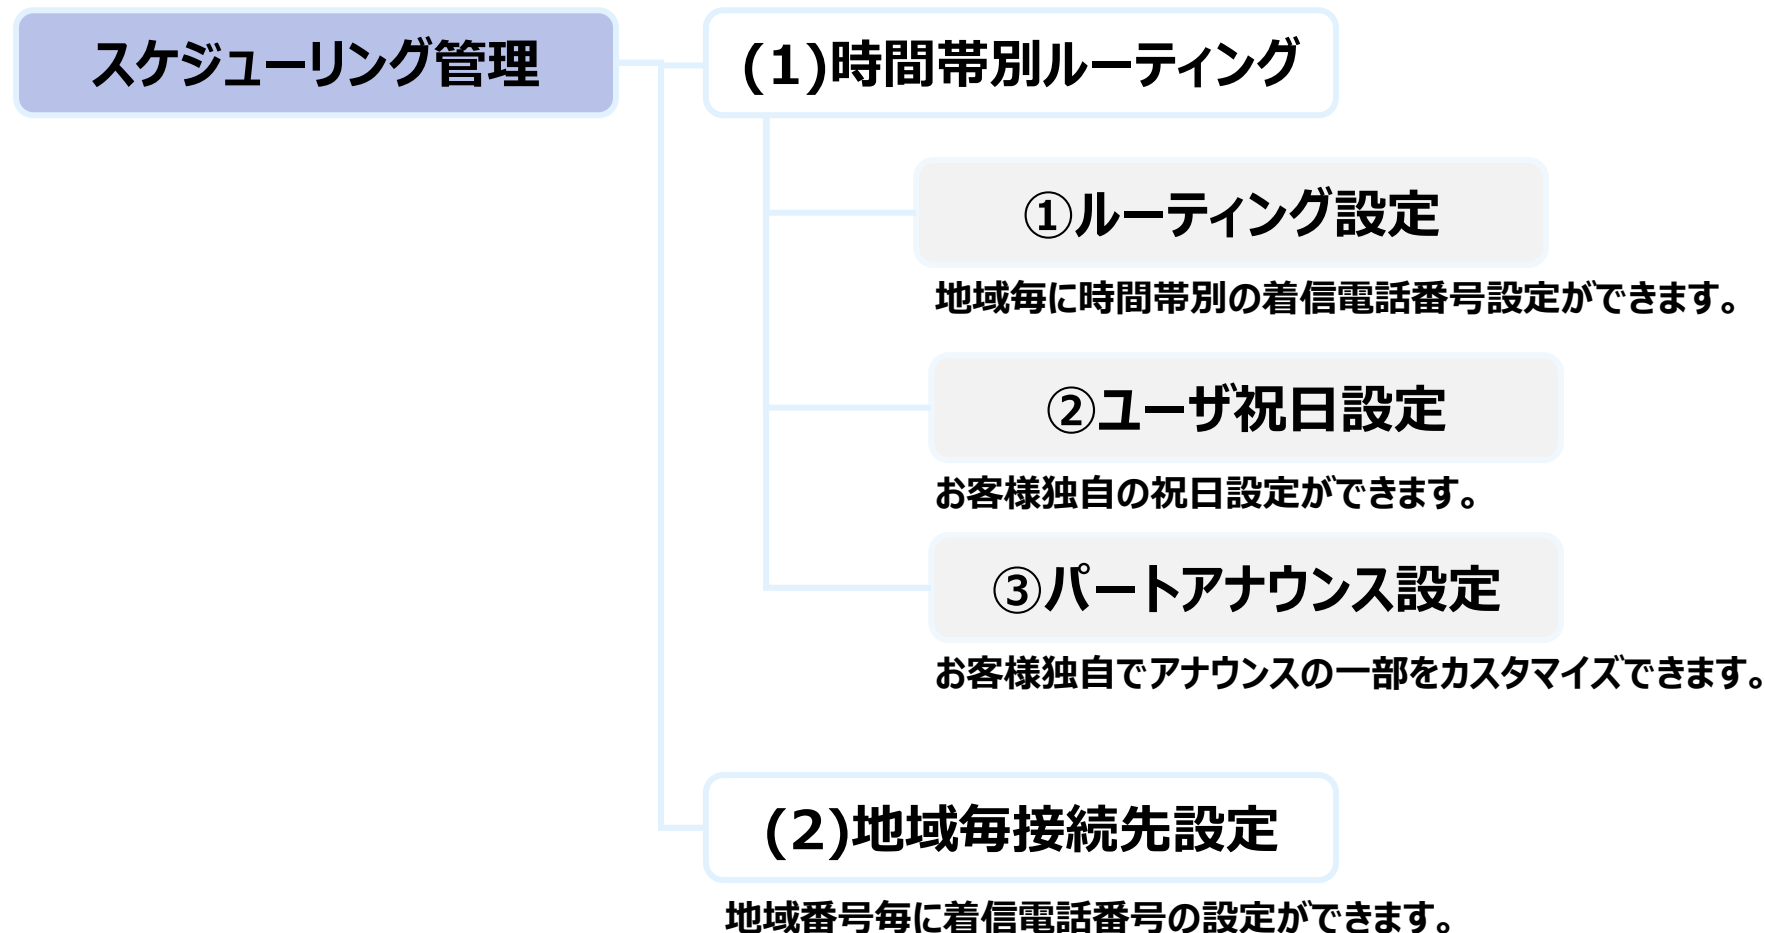 スケジューリング管理
(1)時間帯別ルーティング
①ルーティング設定
地域毎に時間帯別の着信電話番号設定ができます。
②ユーザ祝日設定
お客様独自の祝日設定ができます。
③パートアナウンス設定
お客様独自でアナウンスの一部をカスタマイズできます。
(2)地域毎接続先設定
地域番号毎に着信電話番号の設定ができます。